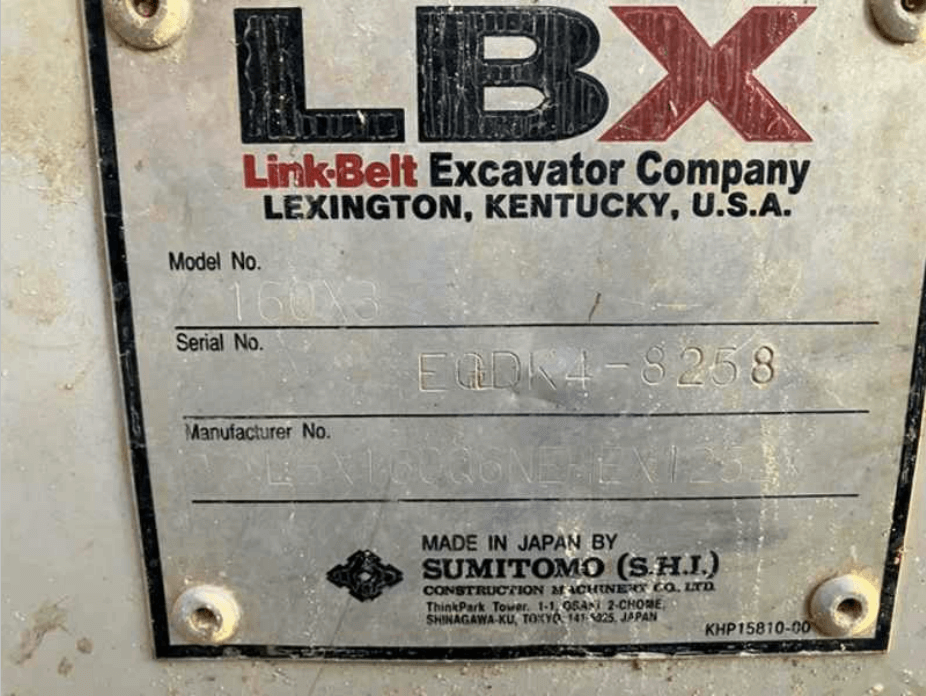 LBX
Link-Belt Excavator Company
LEXINGTON, KENTUCKY, U.S.A.
Model No.
160X3
Serial No.
EQDK4-8258
Manufacturer No.
MADE IN JAPAN BY
SUMITOMO (S.H.I.)
CONSTRUCTION MACHINERY CO., LTD.
ThinkPark Tower, 1-1, OSAKI 2-CHOME,
SHINAGAWA-KU, TOKYO 141-6025, JAPAN
KHP15810-00